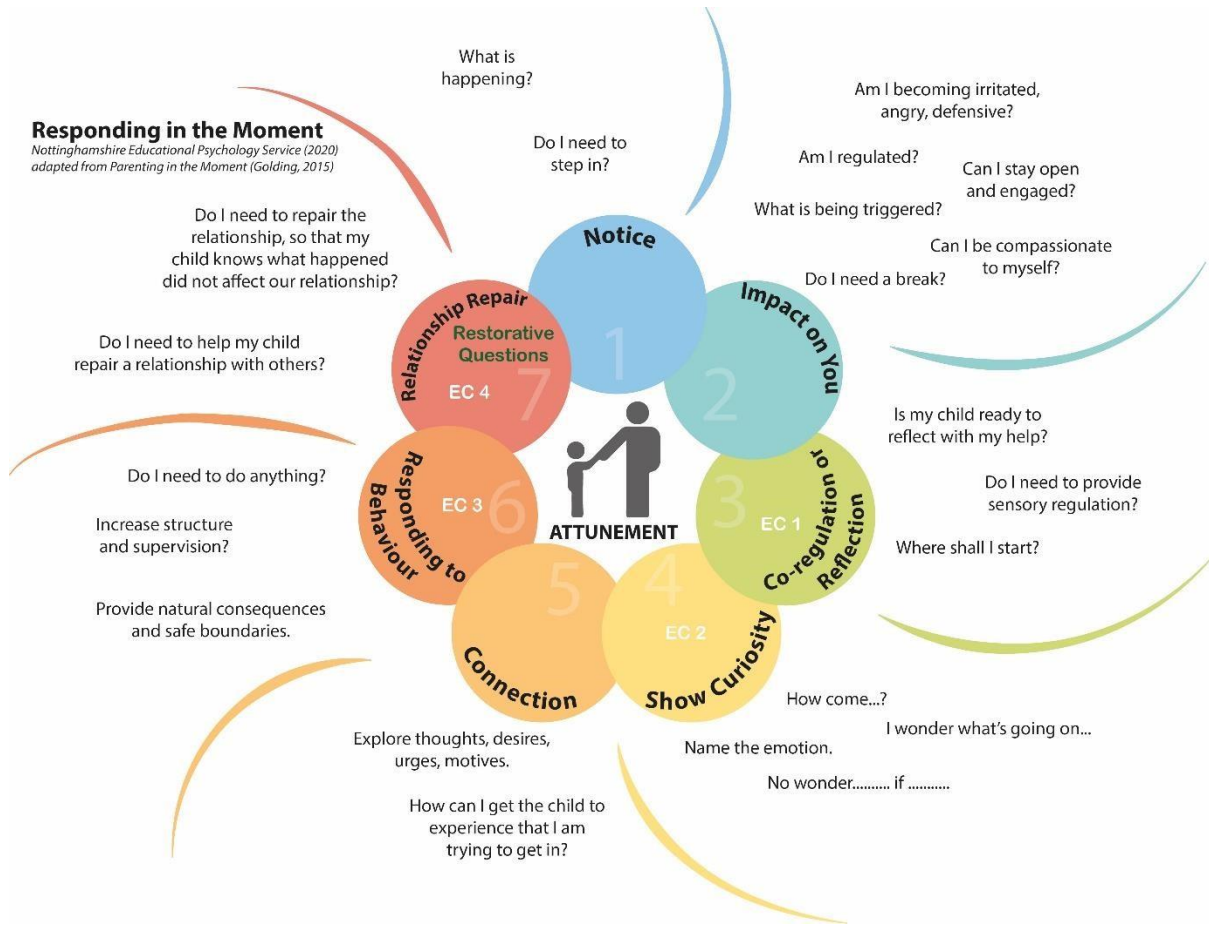 Responding in the Moment
Nottinghamshire Educational Psychology Service (2020)
adapted from Parenting in the Moment (Golding, 2015)
What is
happening?
Do I need to
step in?
Notice
1
Am I becoming irritated,
angry, defensive?
Am I regulated?
Can I stay open
and engaged?
What is being triggered?
Can I be compassionate
to myself?
Do I need a break?
Impact on You
2
Is my child ready to
reflect with my help?
Do I need to provide
sensory regulation?
Where shall I start?
3
EC 1
Co-regulation or
Reflection
4
EC 2
Show Curiosity
How come...?
I wonder what's going on...
Name the emotion.
No wonder.......... if ...........
5
Connection
Explore thoughts, desires,
urges, motives.
How can I get the child to
experience that I am
trying to get in?
6
EC 3
Responding to
Behaviour
Do I need to do anything?
Increase structure
and supervision?
Provide natural consequences
and safe boundaries.
Relationship Repair
Restorative
Questions
EC 4
7
Do I need to repair the
relationship, so that my
child knows what happened
did not affect our relationship?
Do I need to help my child
repair a relationship with others?
ATTUNEMENT